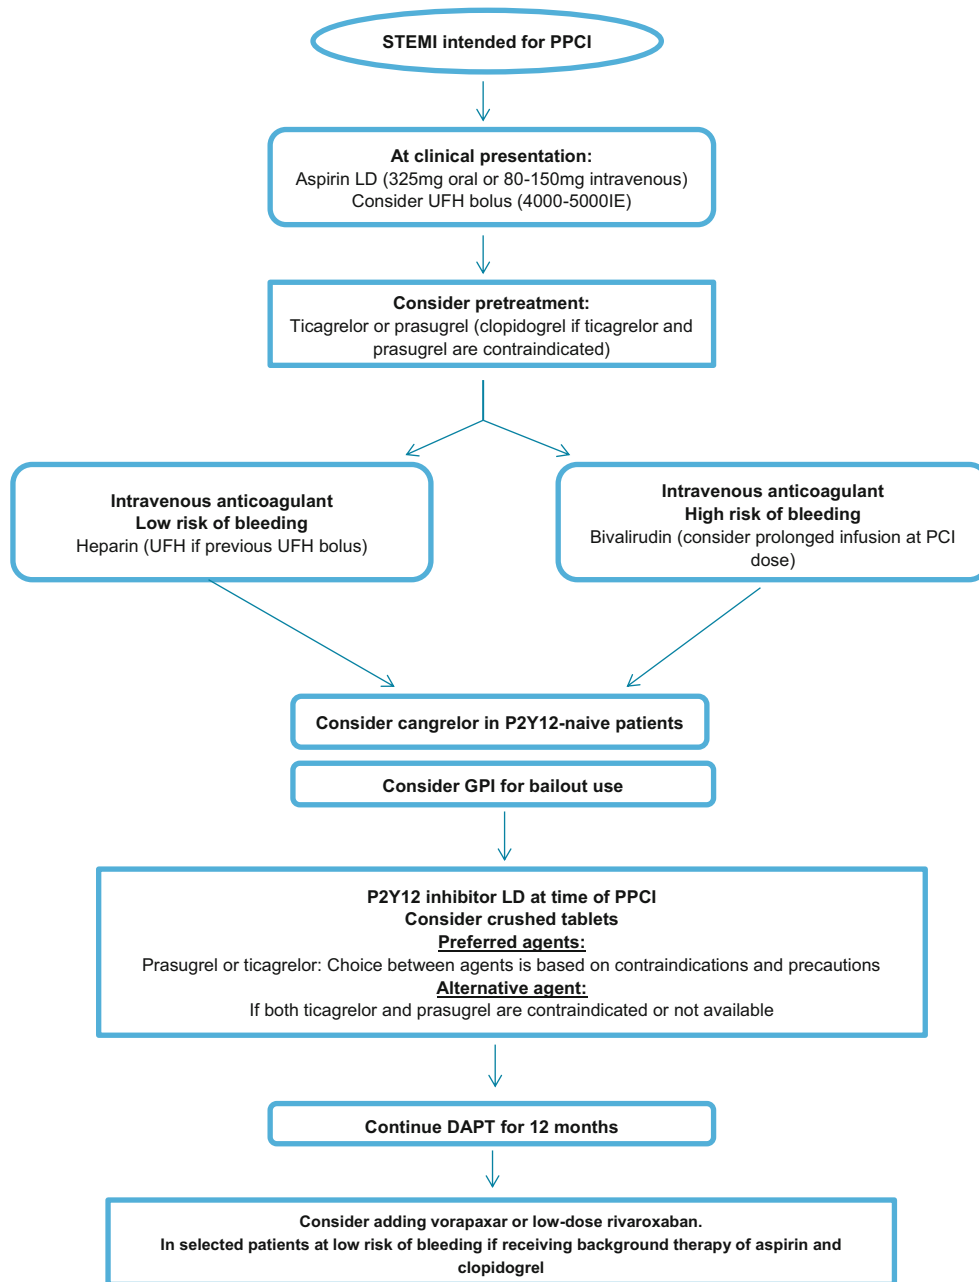 STEMI intended for PPCI
At clinical presentation:
Aspirin LD (325mg oral or 80-150mg intravenous)
Consider UFH bolus (4000-5000IE)
Consider pretreatment:
Ticagrelor or prasugrel (clopidogrel if ticagrelor and
prasugrel are contraindicated)
Intravenous anticoagulant
Low risk of bleeding
Heparin (UFH if previous UFH bolus)
Intravenous anticoagulant
High risk of bleeding
Bivalirudin (consider prolonged infusion at PCI
dose)
Consider cangrelor in P2Y12-naive patients
Consider GPI for bailout use
P2Y12 inhibitor LD at time of PPCI
Consider crushed tablets
Preferred agents:
Prasugrel or ticagrelor: Choice between agents is based on contraindications and precautions
Alternative agent:
If both ticagrelor and prasugrel are contraindicated or not available
Continue DAPT for 12 months
Consider adding vorapaxar or low-dose rivaroxaban.
In selected patients at low risk of bleeding if receiving background therapy of aspirin and
clopidogrel